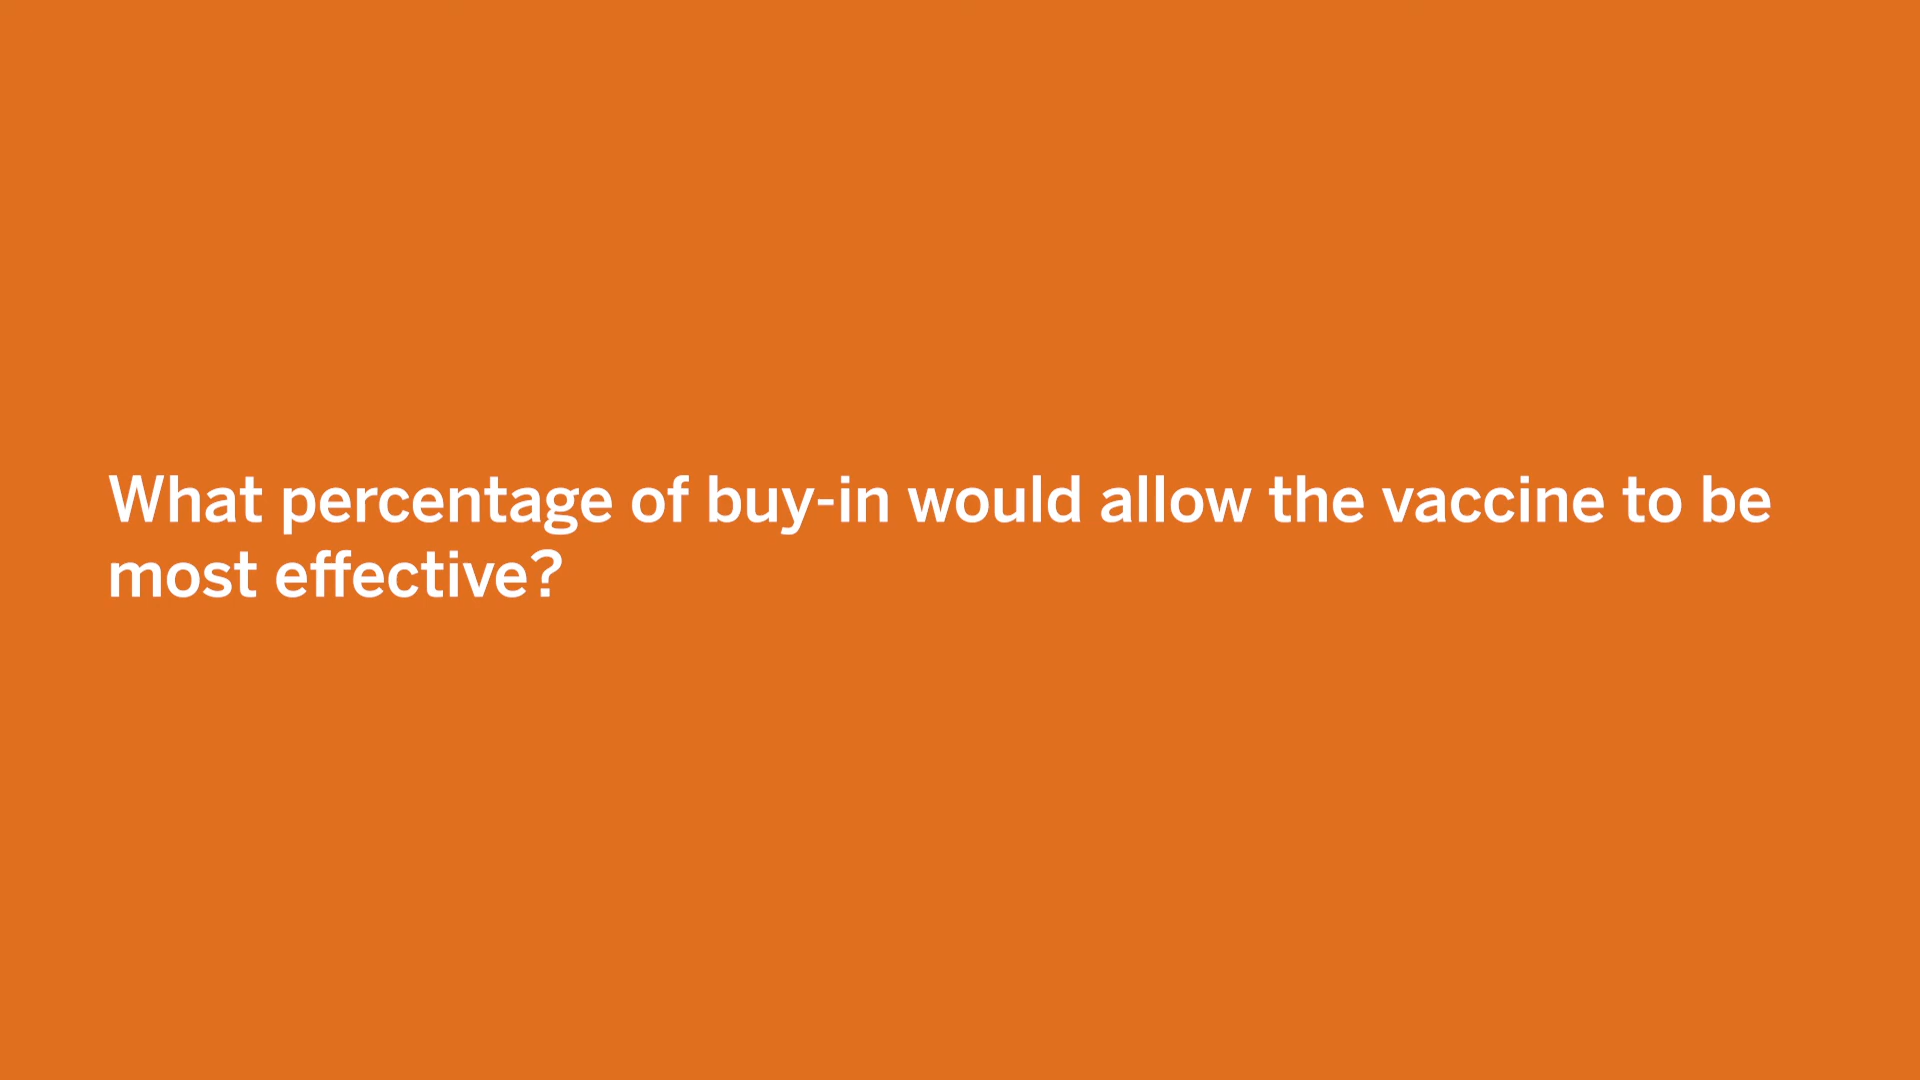 What percentage of buy-in would allow the vaccine to be
most effective?